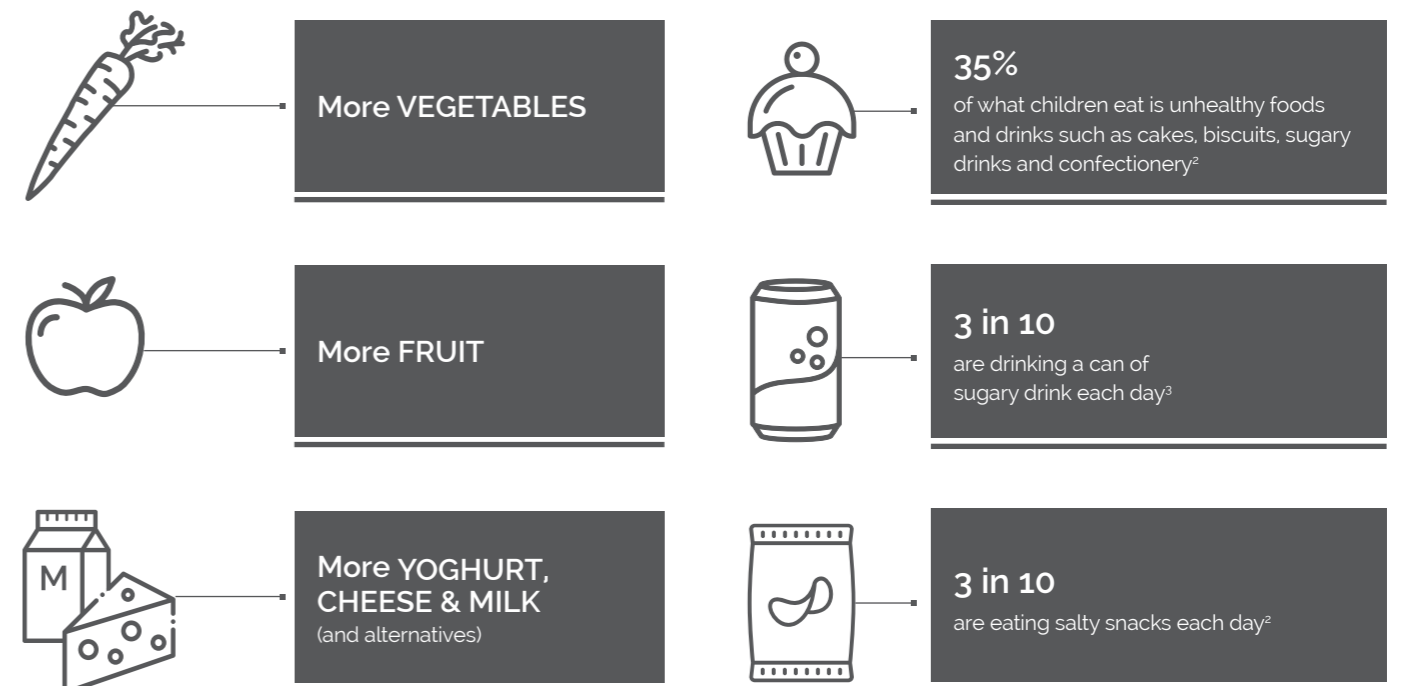 More VEGETABLES
More FRUIT
M
More YOGHURT,
CHEESE & MILK
(and alternatives)
35%
of what children eat is unhealthy foods
and drinks such as cakes, biscuits, sugary
drinks and confectionery²
3 in 10
are drinking a can of
sugary drink each day³
3 in 10
are eating salty snacks each day²